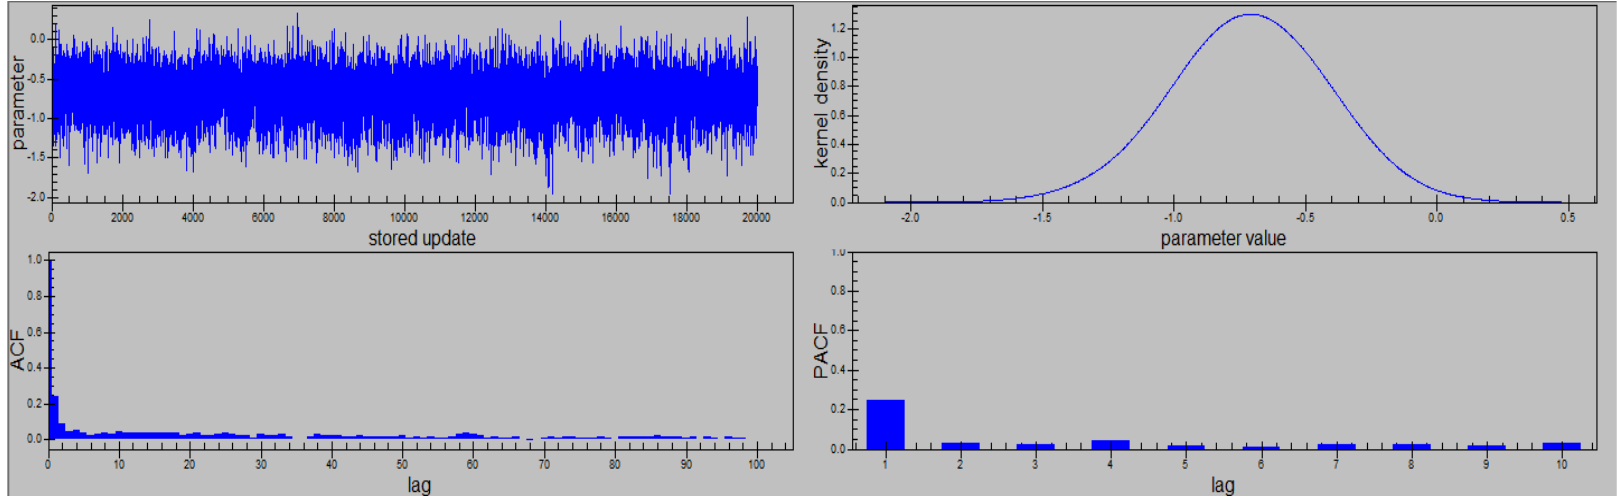 parameter
0.0
-0.5
-1.0
-1.5
-2.0
0 2000 4000 6000 8000 10000 12000 14000 16000 18000 20000
stored update
kernel density
1.2
1.0
0.8
0.6
0.4
0.2
0.0
-2.0 -1.5 -1.0 -0.5 0.0 0.5
parameter value
ACF
1.0
0.8
0.6
0.4
0.2
0.0
0 10 20 30 40 50 60 70 80 90 100
lag
PACF
1.0
0.8
0.6
0.4
0.2
0.0
1 2 3 4 5 6 7 8 9 10
lag